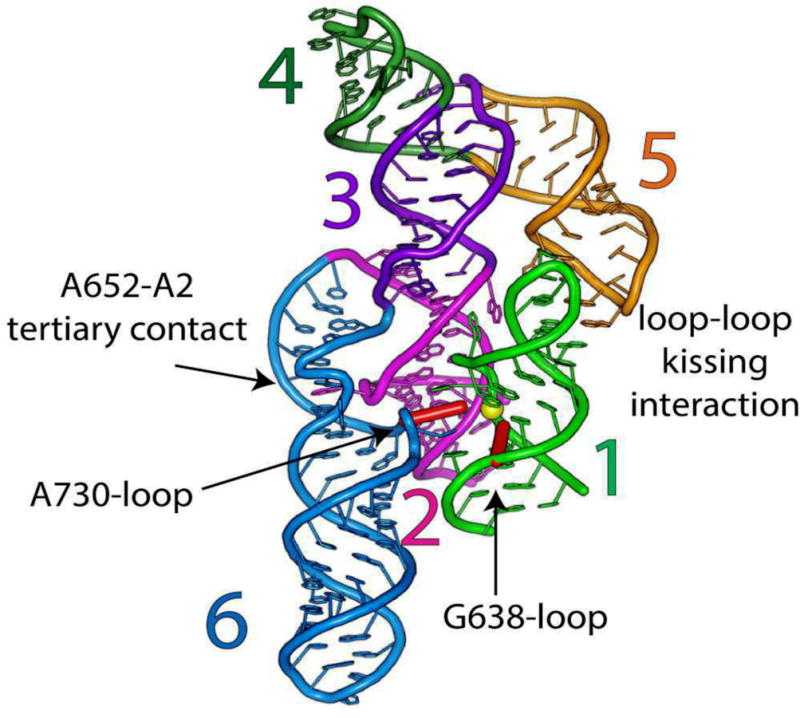 4
5
3
A652-A2
tertiary contact
loop-loop
kissing
interaction
1
A730-loop
2
G638-loop
6